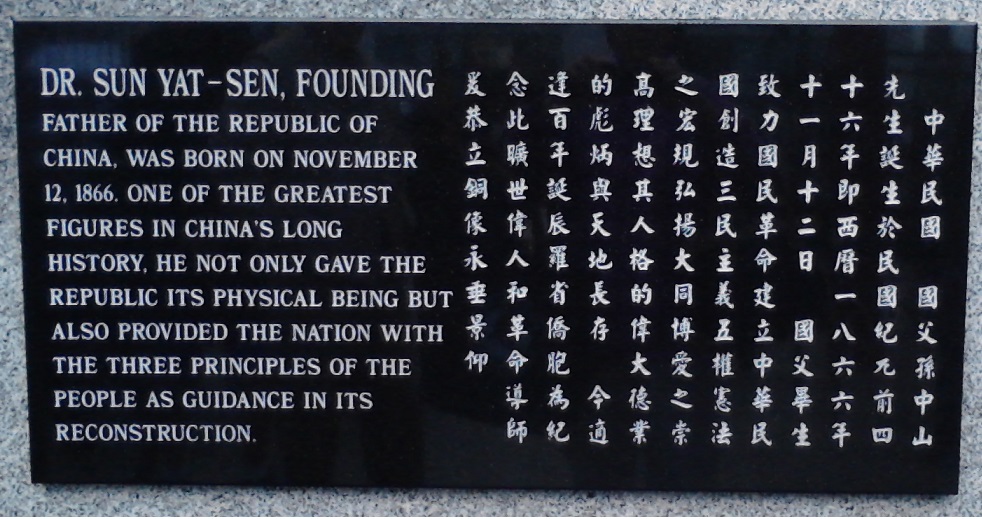 DR. SUN YAT-SEN, FOUNDING
FATHER OF THE REPUBLIC OF
CHINA, WAS BORN ON NOVEMBER
12, 1866. ONE OF THE GREATEST
FIGURES IN CHINA'S LONG
HISTORY, HE NOT ONLY GAVE THE
REPUBLIC ITS PHYSICAL BEING BUT
ALSO PROVIDED THE NATION WITH
THE THREE PRINCIPLES OF THE
PEOPLE AS GUIDANCE IN ITS
RECONSTRUCTION.
中華民國 國父孫中山
先生誕生於民國紀元前四
十六年即西曆一八六六年
十一月十二日 國父畢生
致力國民革命建立中華民
國創造三民主義五權憲法
之宏規弘揚大同博愛之崇
高理想其人格的偉大德業
的彪炳與天地長存 今適
逢百年誕辰羅省僑胞為紀
念此曠世偉人和革命導師
爰恭立銅像永垂景仰